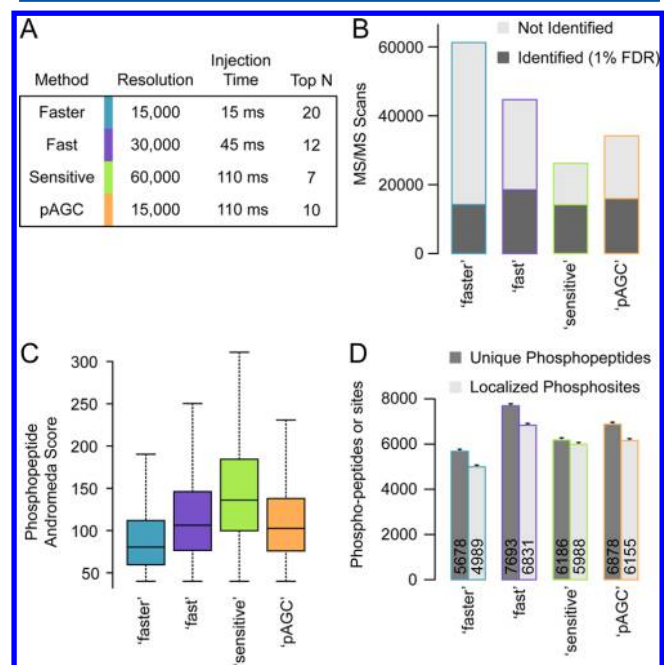 A
Injection
Method Resolution Time Top N
Faster 15,000 15 ms 20
Fast 30,000 45 ms 12
Sensitive 60,000 110 ms 7
pAGC 15,000 110 ms 10
B
Not Identified
Identified (1% FDR)
MS/MS Scans
60000
40000
20000
0
'faster'
'fast'
'sensitive'
'pAGC'
C
Phosphopeptide
Andromeda Score
300
250
200
150
100
50
'faster'
'fast'
'sensitive'
'pAGC'
D
Unique Phosphopeptides
Localized Phosphosites
Phospho-peptides or sites
8000
6000
4000
2000
0
5678
4989
7693
6831
6186
5988
6878
6155
'faster'
'fast'
'sensitive'
'pAGC'